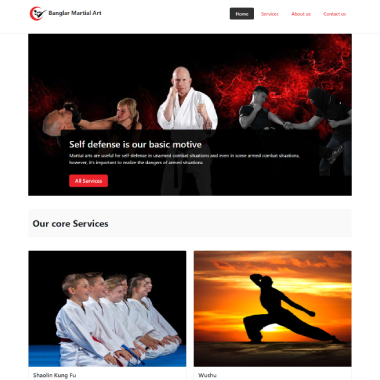 Banglar Martial Art
Home
Services
About us
Contact us
Self defense is our basic motive
Martial arts are useful for self-defense in unarmed combat situations and even in some armed combat situations,
however, it's important to realize the dangers of armed situations.
All Services
Our core Services
Shaolin Kung Fu
Wushu